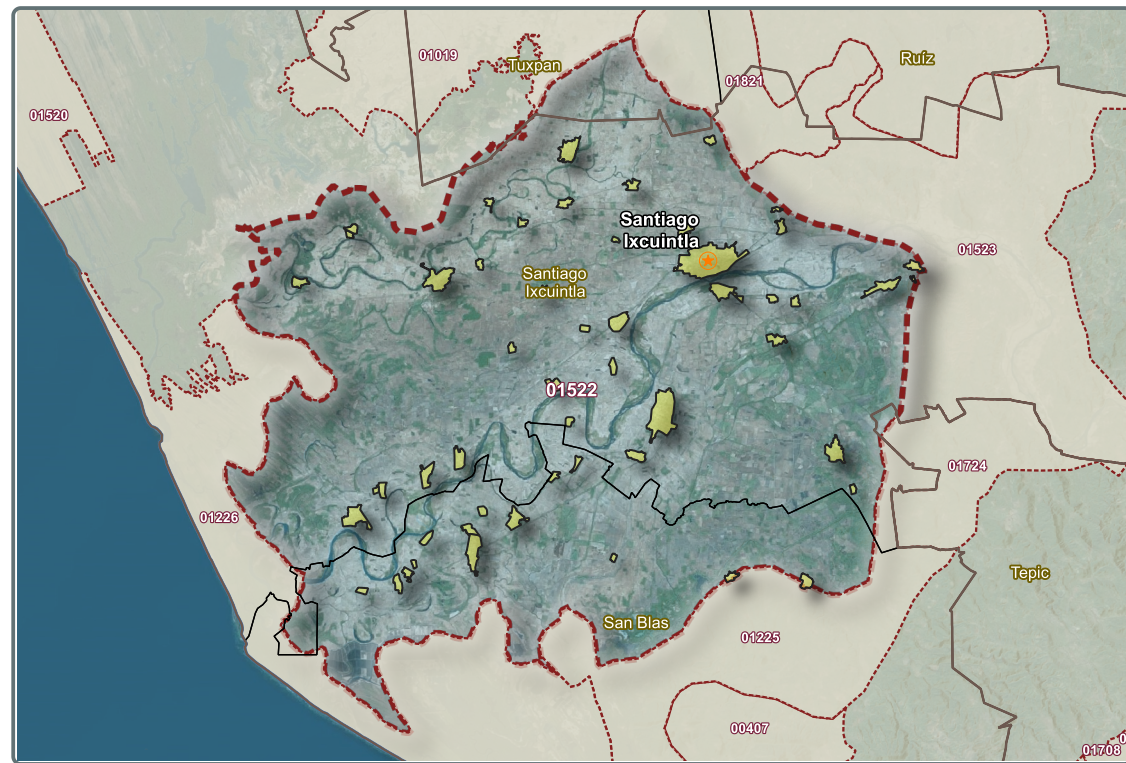 01019
Tuxpan
Ruíz
01821
01520
Santiago
Ixcuintla
01523
Santiago
Ixcuintla
01522
01724
01226
Tepic
San Blas
01225
00407
01708